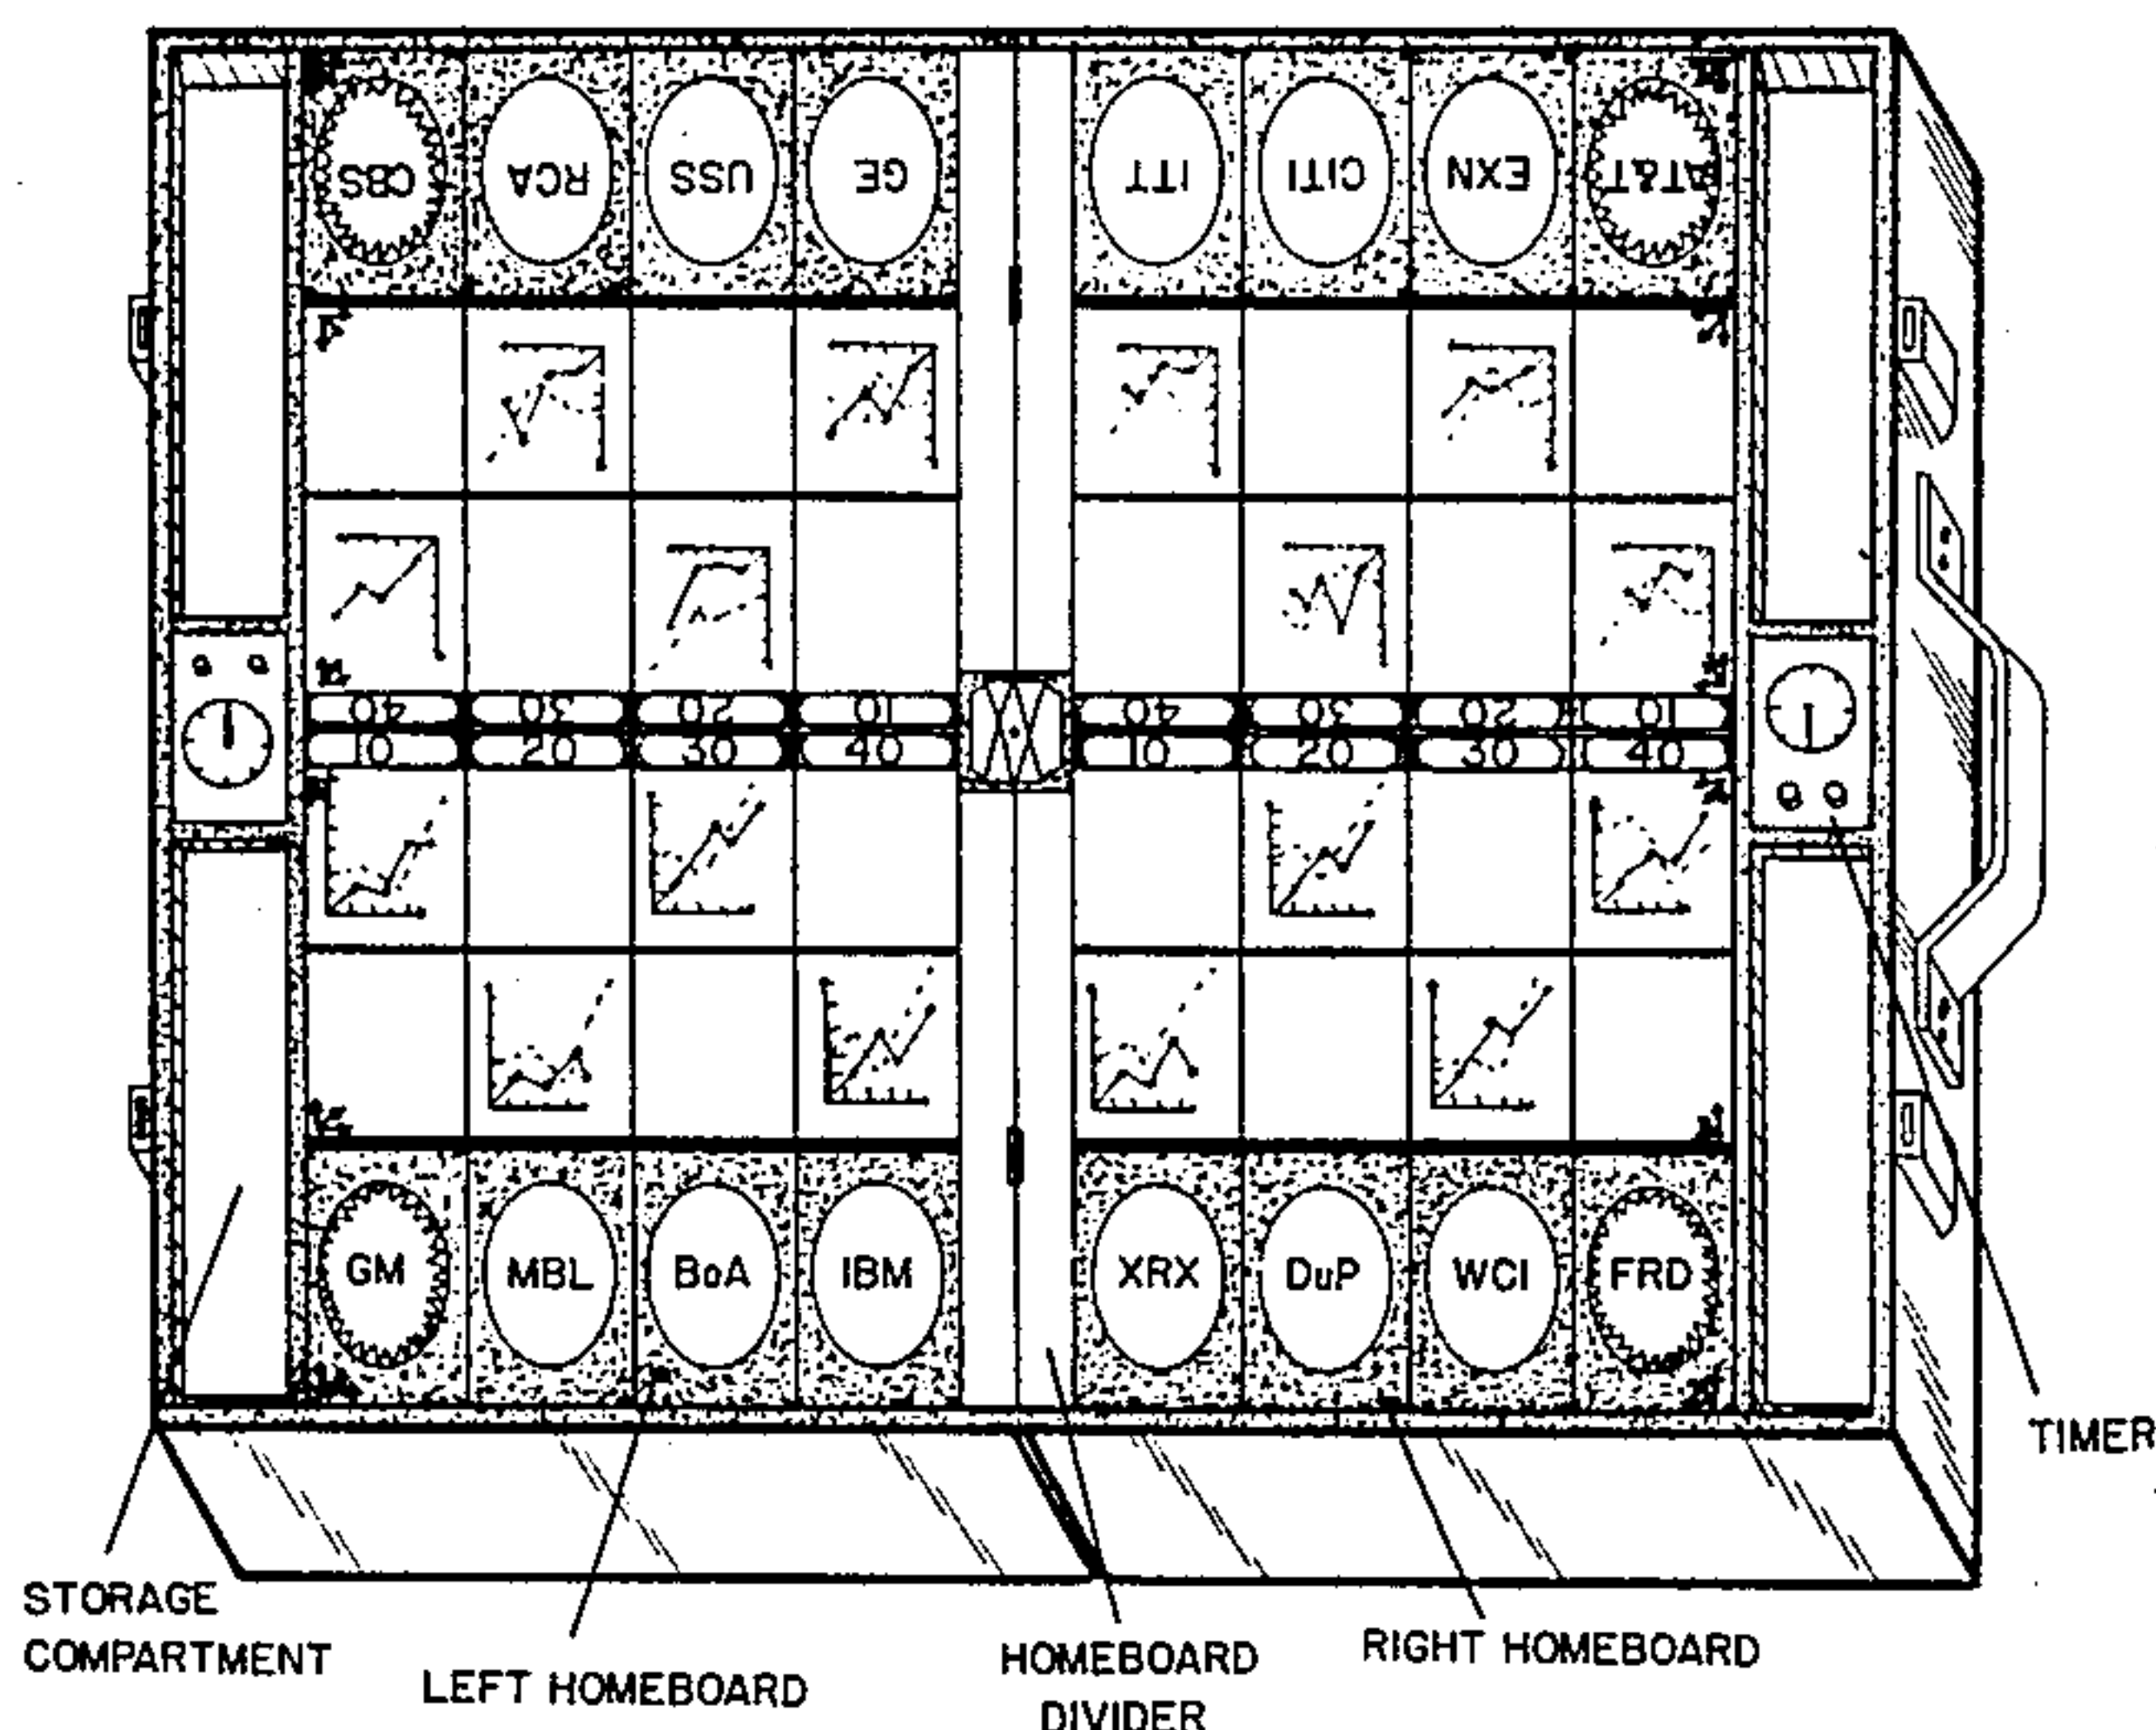 CBS RCA USS GE ITT CITI EXN AT&T
40 30 20 10 40 30 20 10
10 20 30 40 10 20 30 40
GM MBL BoA IBM XRX DuP WCI FRD
TIMER
STORAGE
COMPARTMENT
LEFT HOMEBOARD
HOMEBOARD
DIVIDER
RIGHT HOMEBOARD